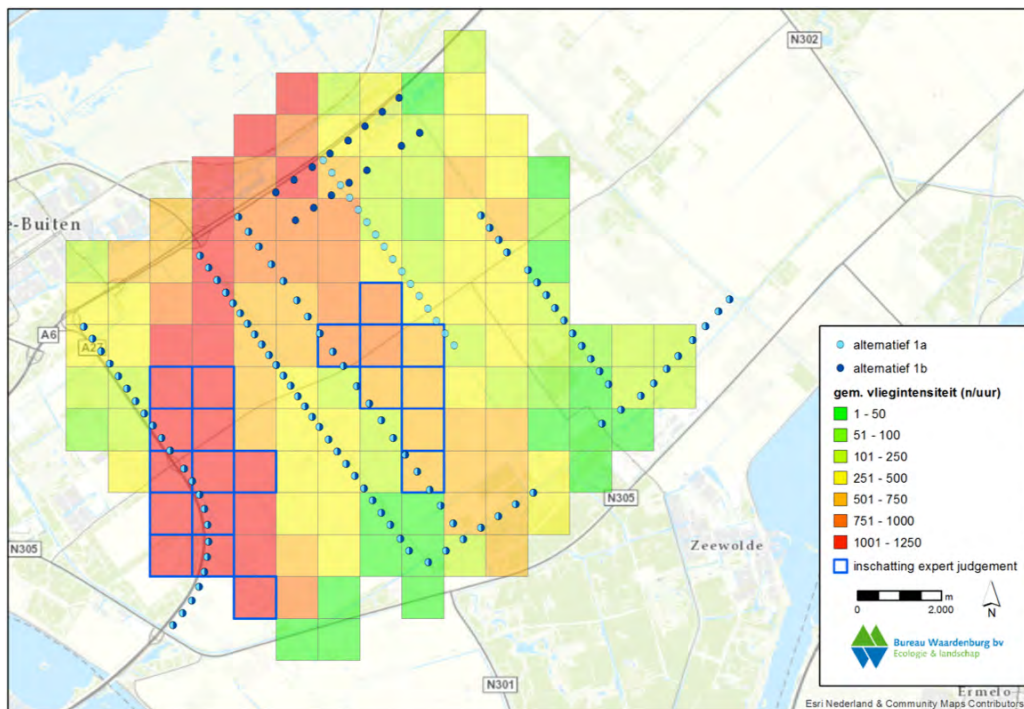 N302
e-Buiten
A6
A27
N305
N305
Zeewolde
N301
Ermelo
alternatief 1a
alternatief 1b
gem. vliegintensiteit (n/uur)
1 - 50
51 - 100
101 - 250
251 - 500
501 - 750
751 - 1000
1001 - 1250
inschatting expert judgement
m
0 2.000
N
Bureau Waardenburg bv
Ecologie & landschap
Esri Nederland & Community Maps Contributors